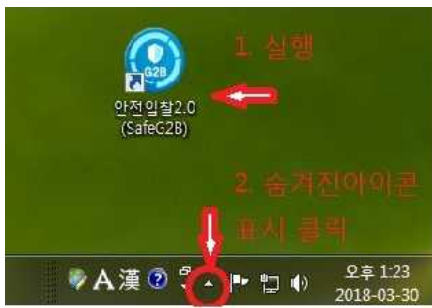 1. 실행
G2B
안전입찰2.0
(SafeG2B)
2. 숨겨진아이콘
표시 클릭
A 漢 ?
오후 1:23
2018-03-30